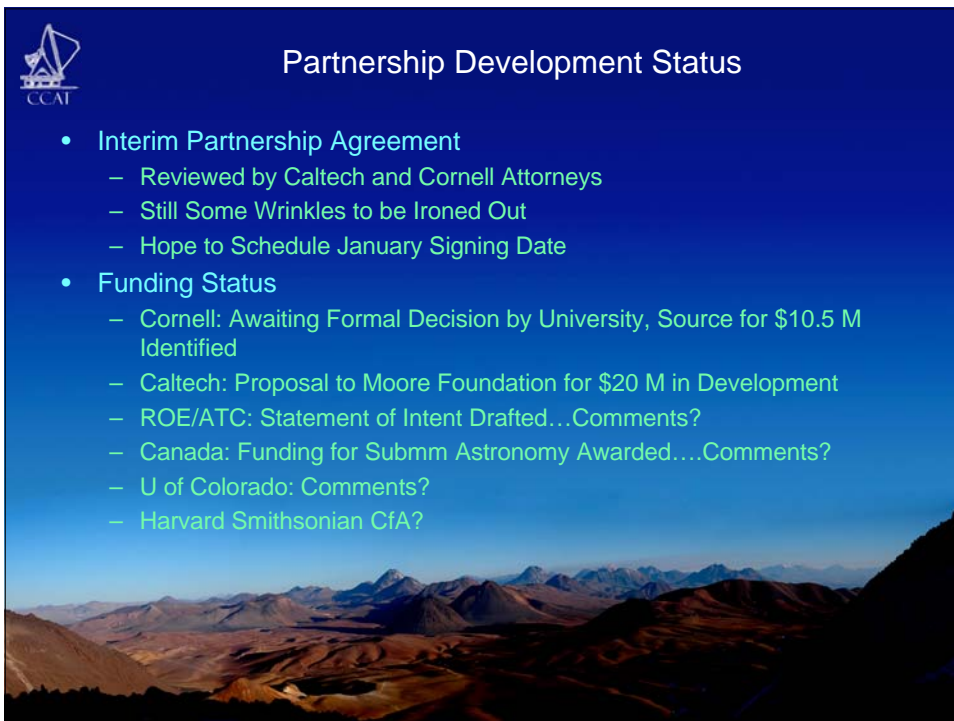 CCAT
Partnership Development Status
• Interim Partnership Agreement
– Reviewed by Caltech and Cornell Attorneys
– Still Some Wrinkles to be Ironed Out
– Hope to Schedule January Signing Date
• Funding Status
– Cornell: Awaiting Formal Decision by University, Source for $10.5 M
Identified
– Caltech: Proposal to Moore Foundation for $20 M in Development
– ROE/ATC: Statement of Intent Drafted…Comments?
– Canada: Funding for Submm Astronomy Awarded….Comments?
– U of Colorado: Comments?
– Harvard Smithsonian CfA?